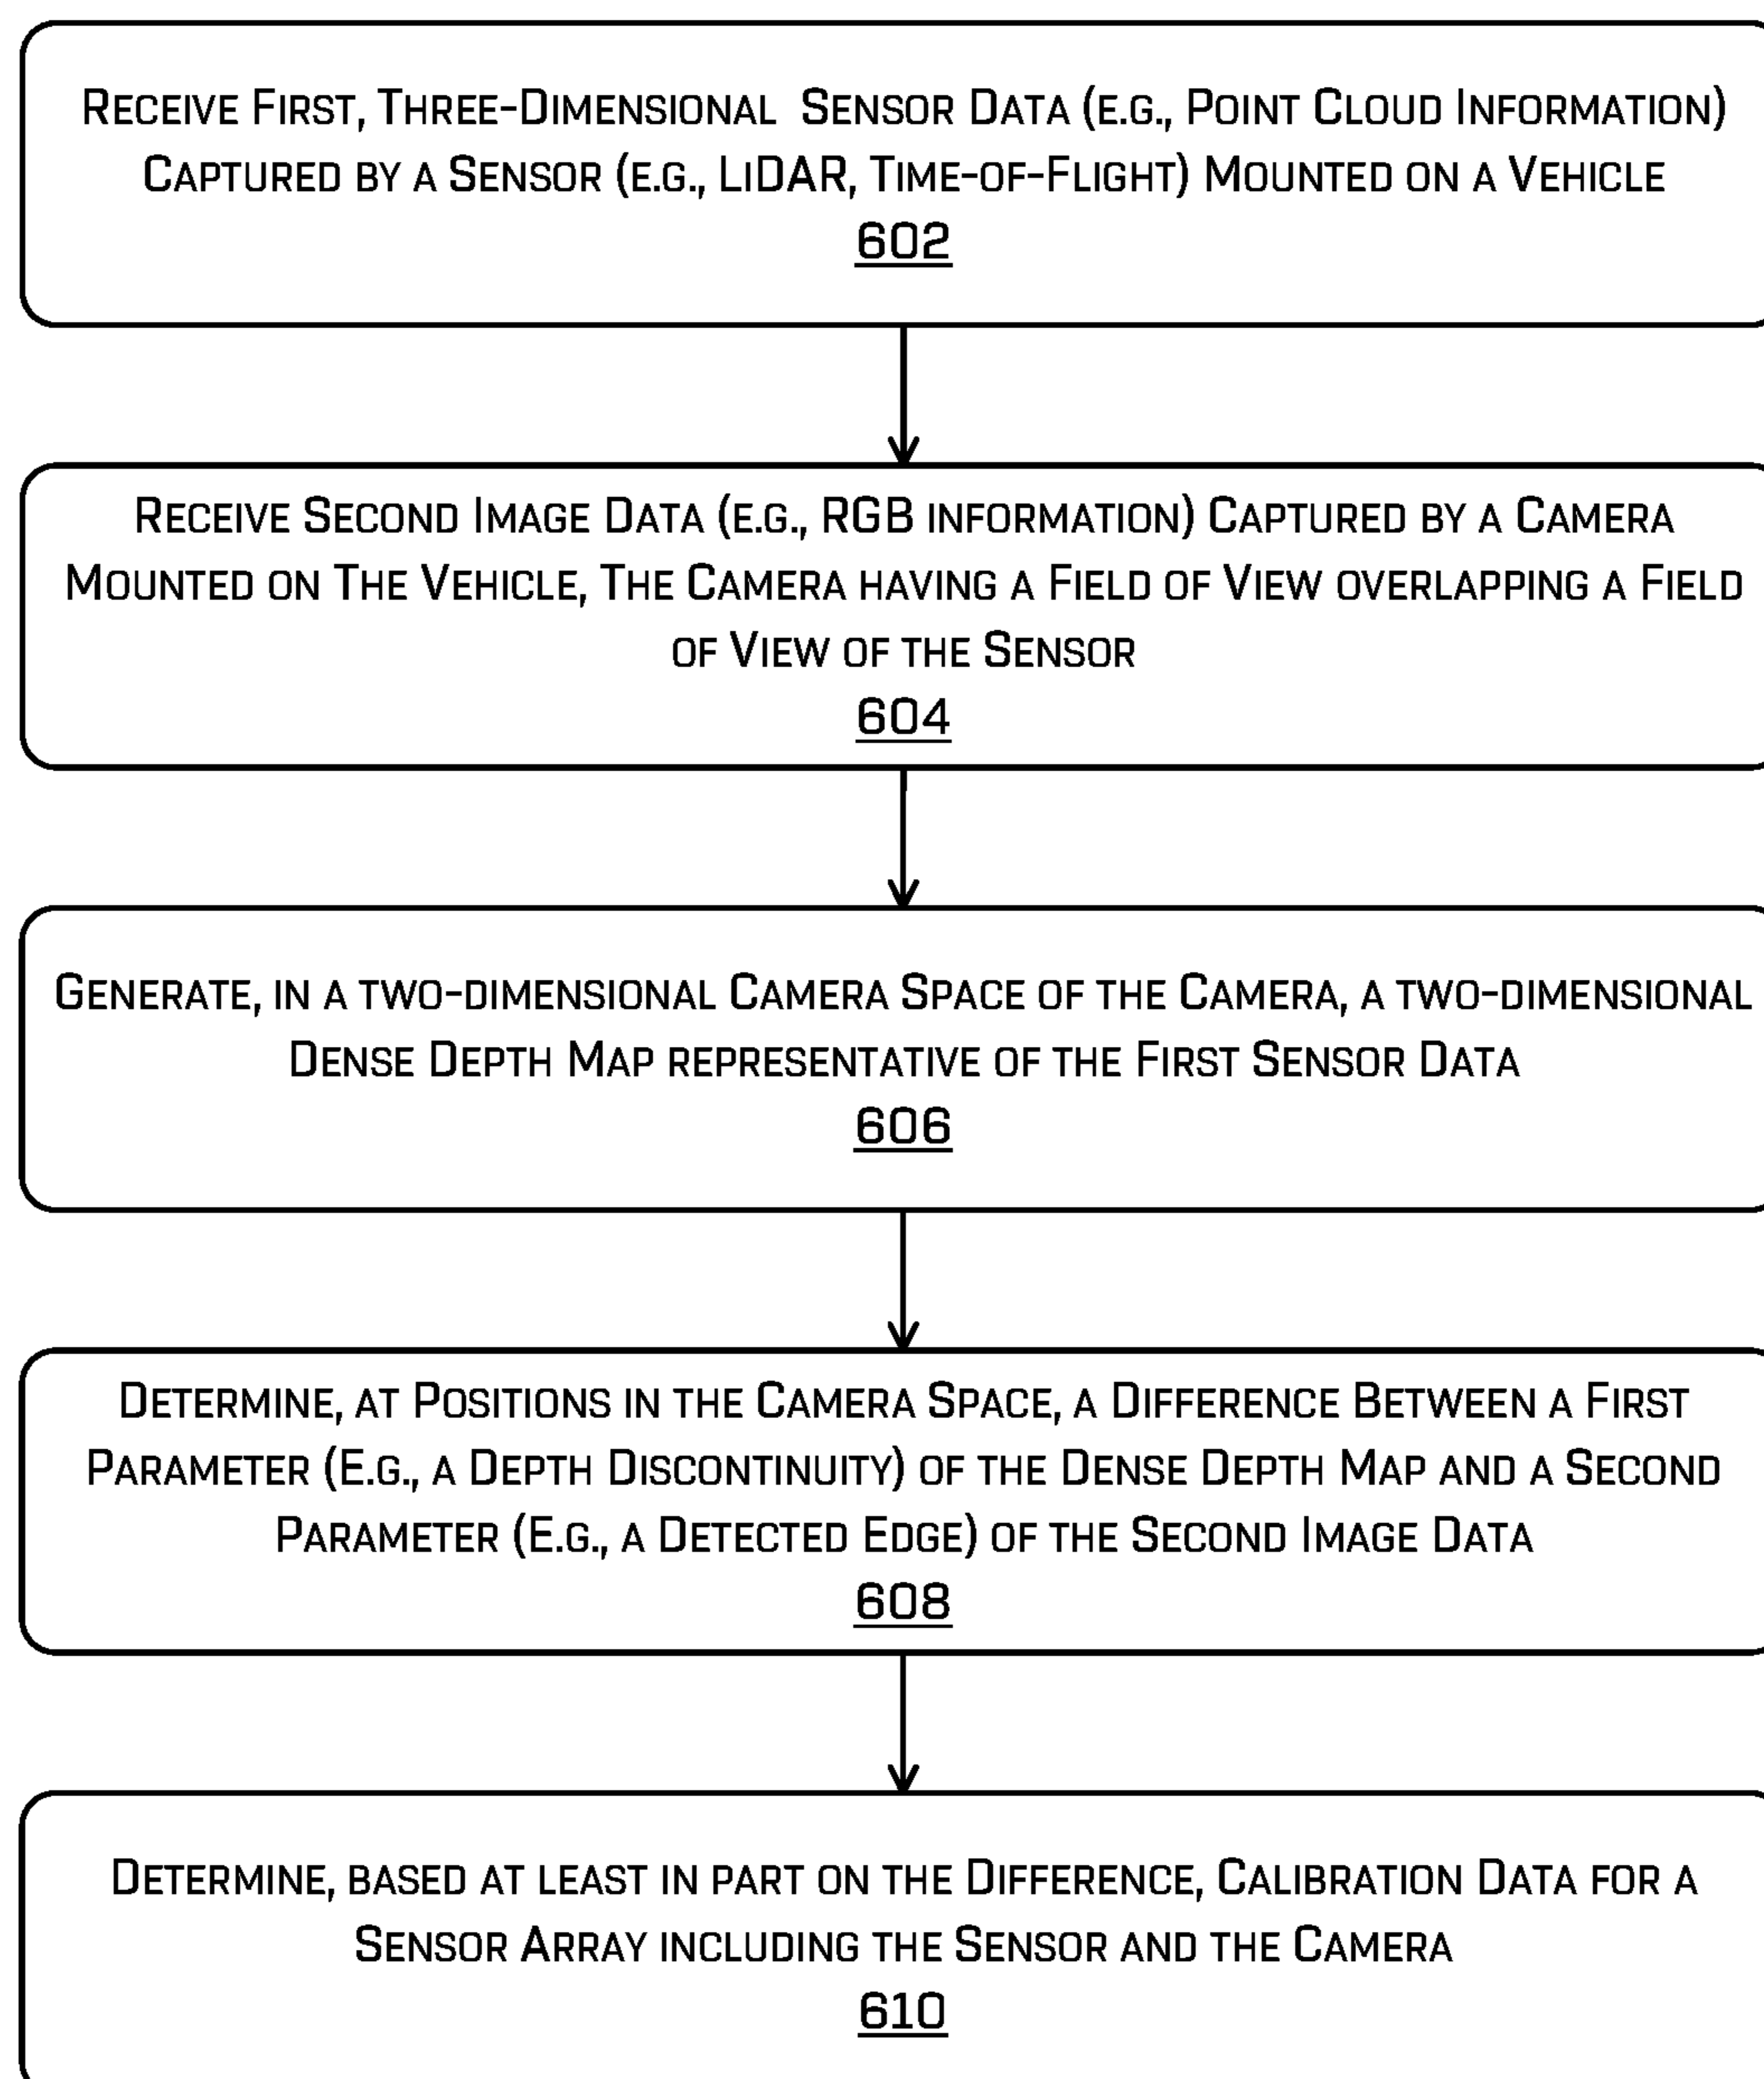 Receive First, Three-Dimensional Sensor Data (e.g., Point Cloud Information)
Captured by a Sensor (e.g., LiDAR, Time-of-Flight) Mounted on a Vehicle
602
Receive Second Image Data (e.g., RGB information) Captured by a Camera
Mounted on The Vehicle, The Camera having a Field of View overlapping a Field
of View of the Sensor
604
Generate, in a two-dimensional Camera Space of the Camera, a two-dimensional
Dense Depth Map representative of the First Sensor Data
606
Determine, at Positions in the Camera Space, a Difference Between a First
Parameter (E.g., a Depth Discontinuity) of the Dense Depth Map and a Second
Parameter (E.g., a Detected Edge) of the Second Image Data
608
Determine, based at least in part on the Difference, Calibration Data for a
Sensor Array including the Sensor and the Camera
610